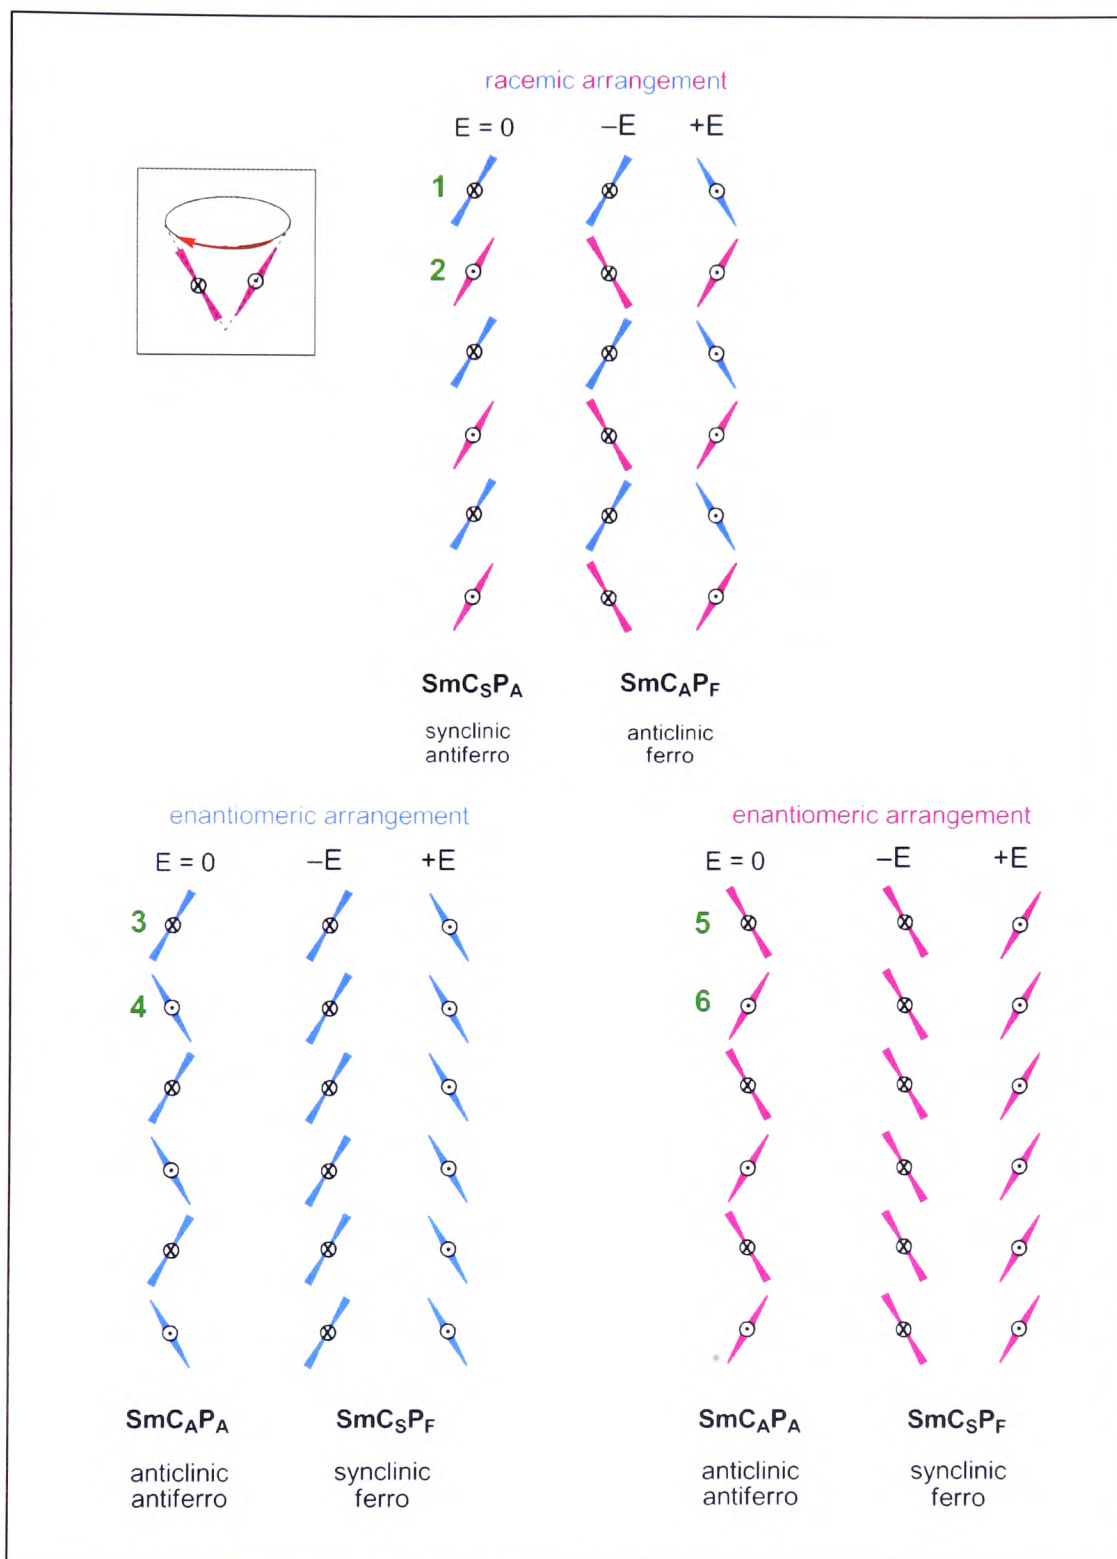 racemic arrangement
E = 0 –E +E
1
2
SmCSPA SmCAPF
synclinic anticlinic
antiferro ferro
enantiomeric arrangement enantiomeric arrangement
E = 0 –E +E E = 0 –E +E
3 5
4 6
SmCAPA SmCSPF SmCAPA SmCSPF
anticlinic synclinic anticlinic synclinic
antiferro ferro antiferro ferro